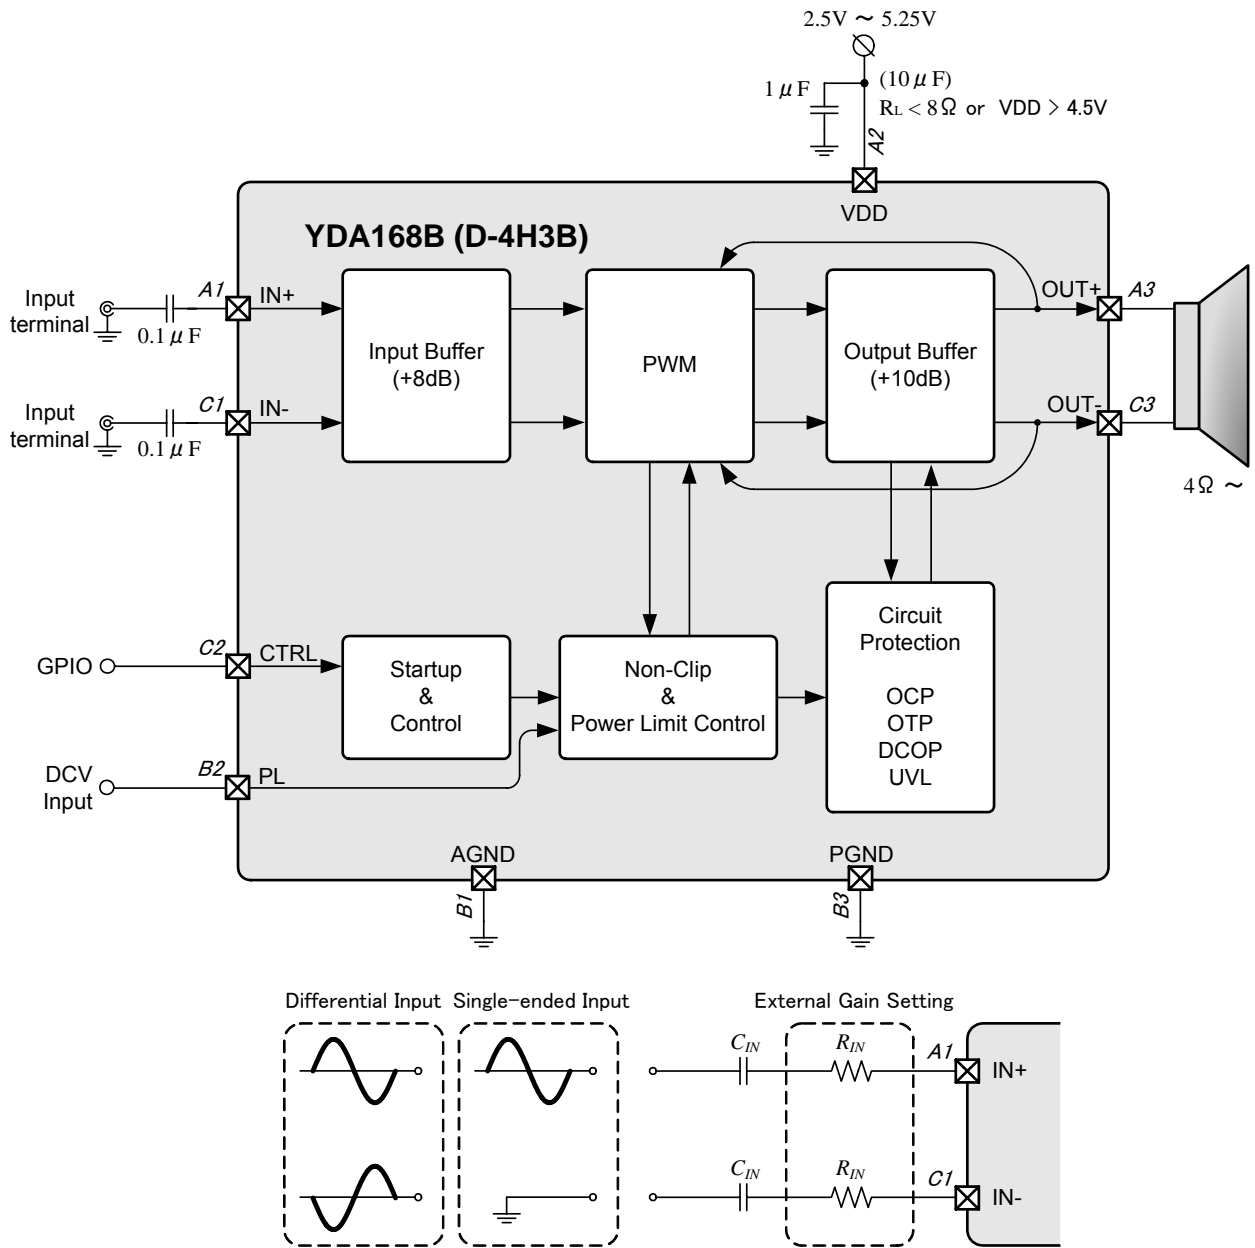 2.5V ～ 5.25V
1μF
(10μF)
RL < 8Ω or VDD > 4.5V
A2
VDD
YDA168B (D-4H3B)
Input
terminal
0.1μF
A1
IN+
Input Buffer
(+8dB)
PWM
Output Buffer
(+10dB)
OUT+
A3
Input
terminal
0.1μF
C1
IN-
OUT-
C3
4Ω ～
GPIO
C2
CTRL
Startup
&
Control
Non-Clip
&
Power Limit Control
Circuit
Protection
OCP
OTP
DCOP
UVL
DCV
Input
B2
PL
AGND
B1
PGND
B3
Differential Input
Single-ended Input
External Gain Setting
CIN
RIN
A1
IN+
CIN
RIN
C1
IN-